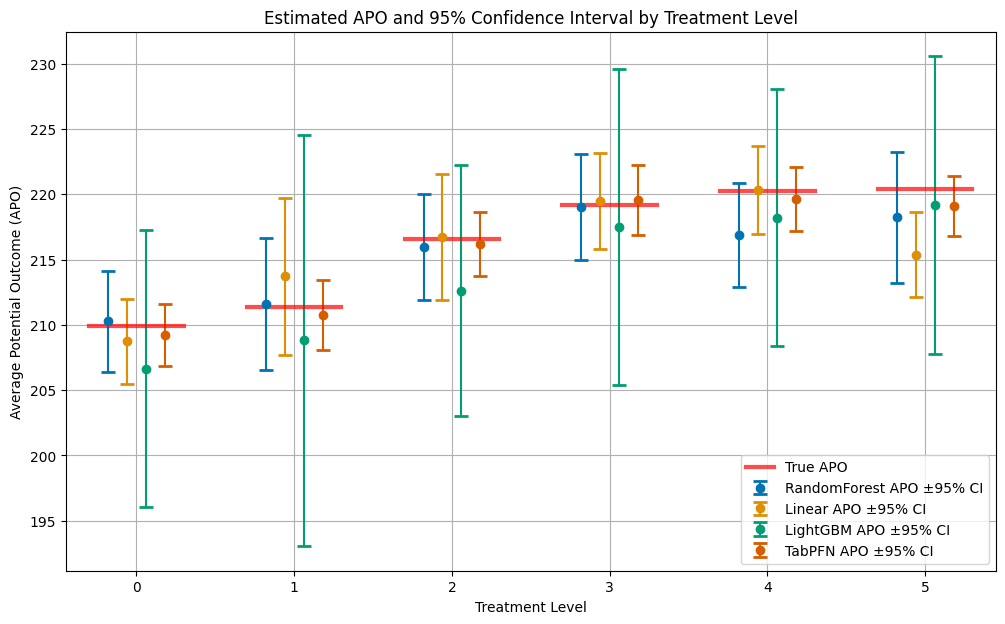 Estimated APO and 95% Confidence Interval by Treatment Level
Average Potential Outcome (APO)
230
225
220
215
210
205
200
195
0 1 2 3 4 5
Treatment Level
True APO
RandomForest APO ±95% CI
Linear APO ±95% CI
LightGBM APO ±95% CI
TabPFN APO ±95% CI